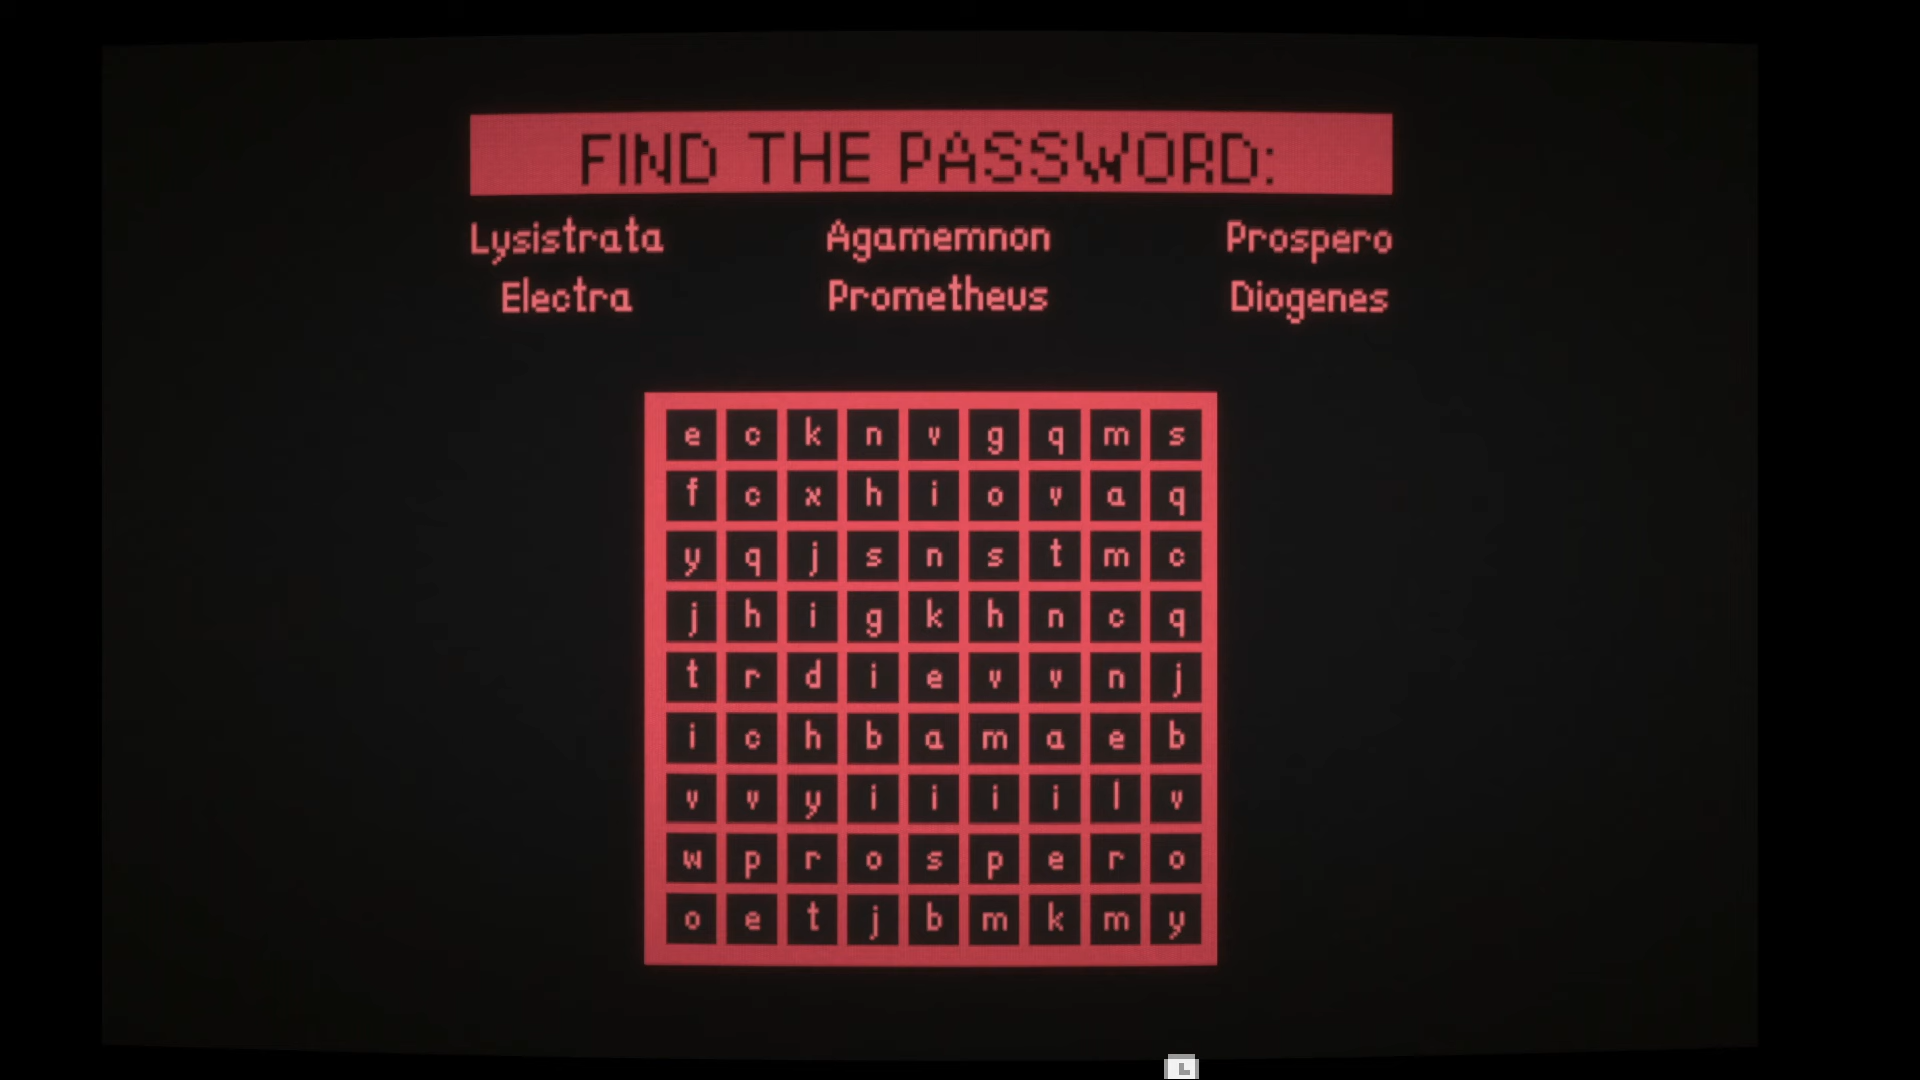 FIND THE PASSWORD:
Lysistrata Agamemnon Prospero
Electra Prometheus Diogenes
e c k n v g q m s
f c x h i o v a q
y q j s n s t m c
j h i g k h n c q
t r d i e v v n j
i c h b a m a e b
v v y i i i i l v
w p r o s p e r o
o e t j b m k m y